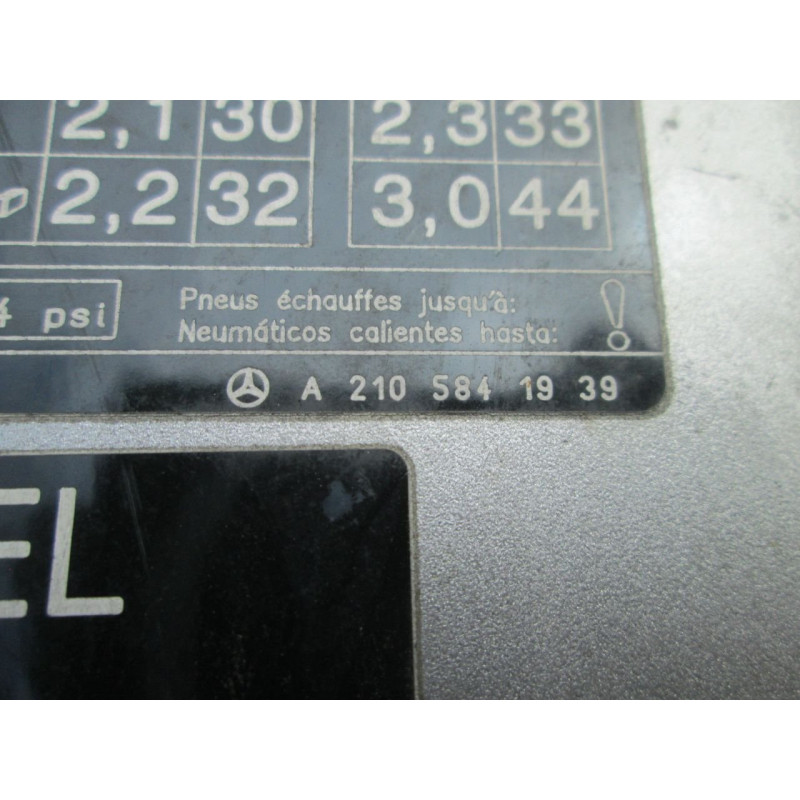 2,1 30 2,3 33
2,2 32 3,0 44
4 psi
Pneus échauffes jusqu'à:
Neumáticos calientes hasta:
!
A 210 584 19 39
EL